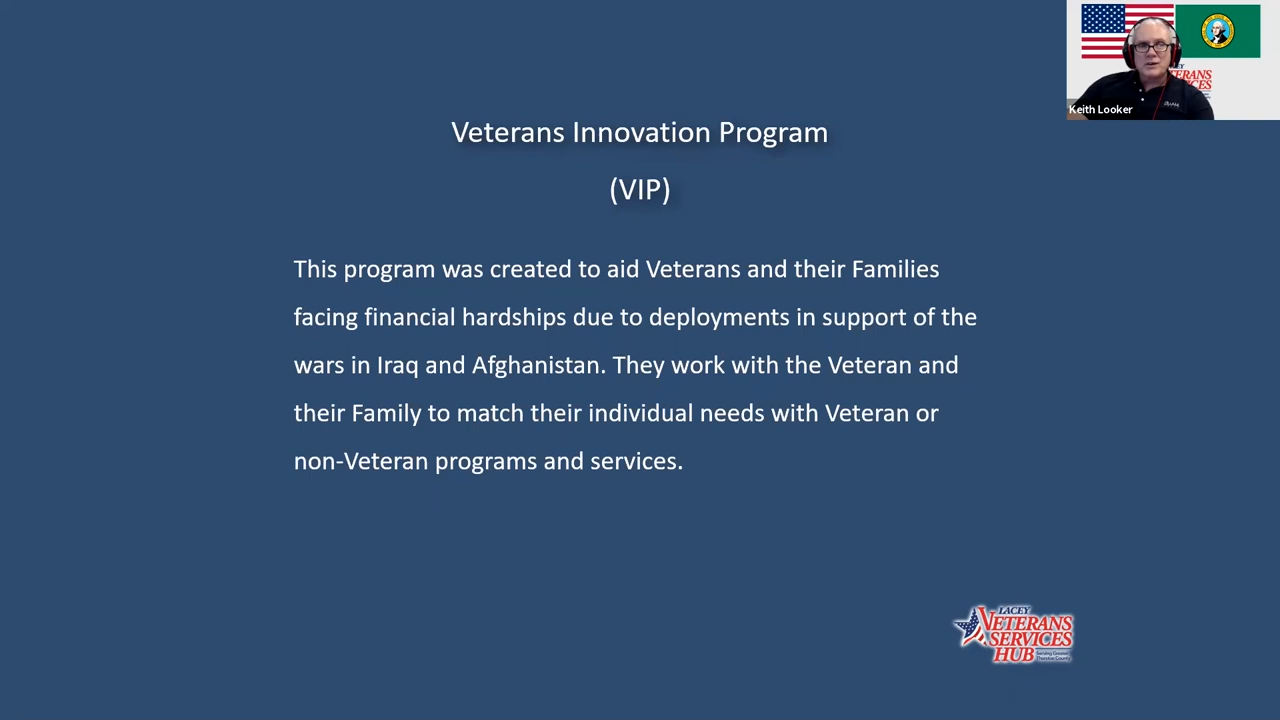 Keith Looker
Veterans Innovation Program
(VIP)
This program was created to aid Veterans and their Families
facing financial hardships due to deployments in support of the
wars in Iraq and Afghanistan. They work with the Veteran and
their Family to match their individual needs with Veteran or
non-Veteran programs and services.
LACEY
VETERANS
SERVICES
HUB